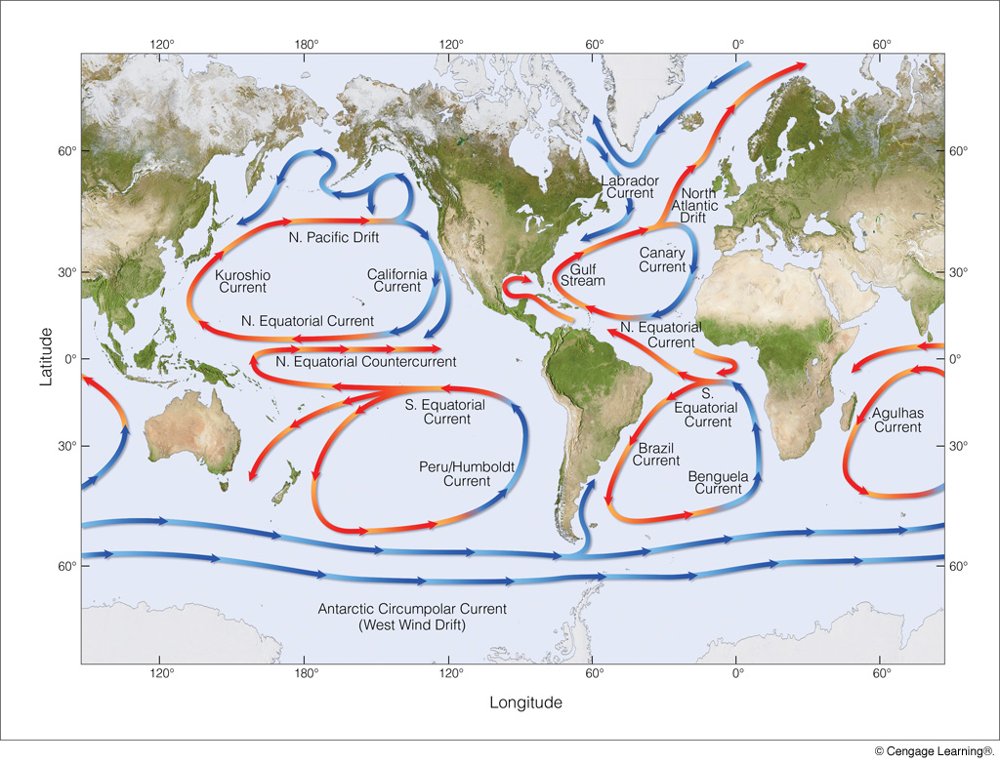 120° 180° 120° 60° 0° 60°
60° 60°
Labrador
Current
North
Atlantic
Drift
N. Pacific Drift
Canary
Current
Gulf
Stream
Kuroshio
Current
California
Current
30° 30°
N. Equatorial Current
N. Equatorial
Current
Latitude
0° 0°
N. Equatorial Countercurrent
S. Equatorial
Current
S.
Equatorial
Current
Agulhas
Current
30° 30°
Brazil
Current
Peru/Humboldt
Current
Benguela
Current
60° 60°
Antarctic Circumpolar Current
(West Wind Drift)
120° 180° 120° 60° 0° 60°
Longitude
© Cengage Learning®.